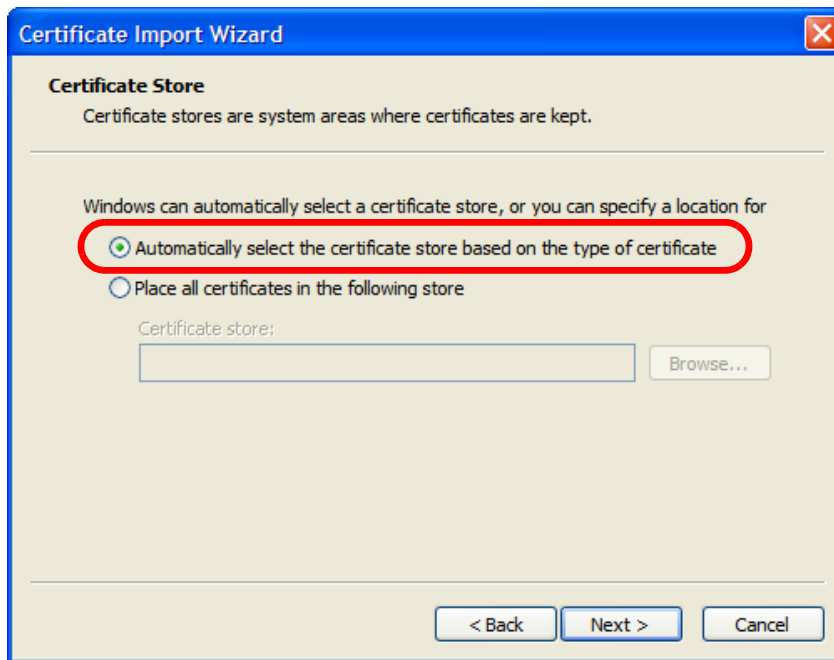 Certificate Import Wizard
Certificate Store
Certificate stores are system areas where certificates are kept.
Windows can automatically select a certificate store, or you can specify a location for
Automatically select the certificate store based on the type of certificate
Place all certificates in the following store
Certificate store:
Browse...
< Back Next > Cancel